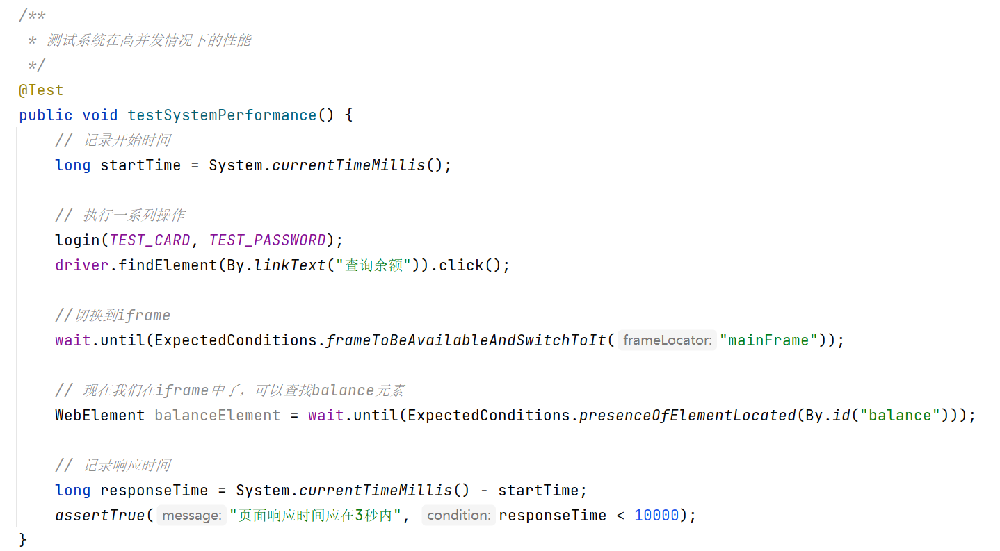 /**
 * 测试系统在高并发情况下的性能
 */
@Test
public void testSystemPerformance() {
    // 记录开始时间
    long startTime = System.currentTimeMillis();

    // 执行一系列操作
    login(TEST_CARD, TEST_PASSWORD);
    driver.findElement(By.linkText("查询余额")).click();

    //切换到iframe
    wait.until(ExpectedConditions.frameToBeAvailableAndSwitchToIt( frameLocator: "mainFrame"));

    // 现在我们在iframe中了，可以查找balance元素
    WebElement balanceElement = wait.until(ExpectedConditions.presenceOfElementLocated(By.id("balance")));

    // 记录响应时间
    long responseTime = System.currentTimeMillis() - startTime;
    assertTrue( message: "页面响应时间应在3秒内", condition: responseTime < 10000);
}